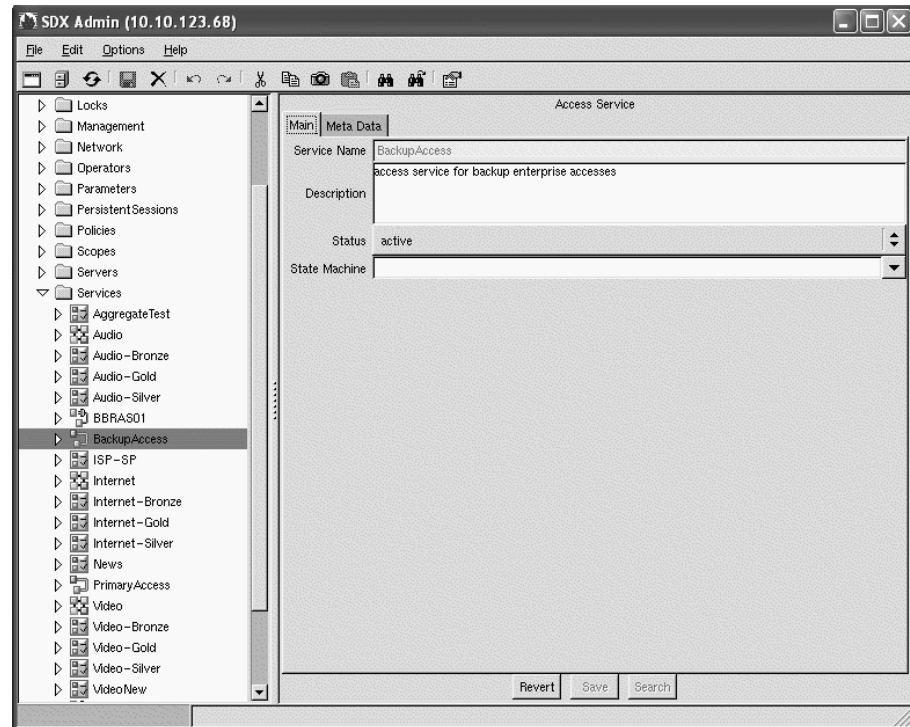 SDX Admin (10.10.123.68)
File Edit Options Help
Locks
Management
Network
Operators
Parameters
PersistentSessions
Policies
Scopes
Servers
Services
AggregateTest
Audio
Audio-Bronze
Audio-Gold
Audio-Silver
BBRAS01
BackupAccess
ISP-SP
Internet
Internet-Bronze
Internet-Gold
Internet-Silver
News
PrimaryAccess
Video
Video-Bronze
Video-Gold
Video-Silver
VideoNew
Access Service
Main Meta Data
Service Name BackupAccess
Description access service for backup enterprise accesses
Status active
State Machine
Revert Save Search